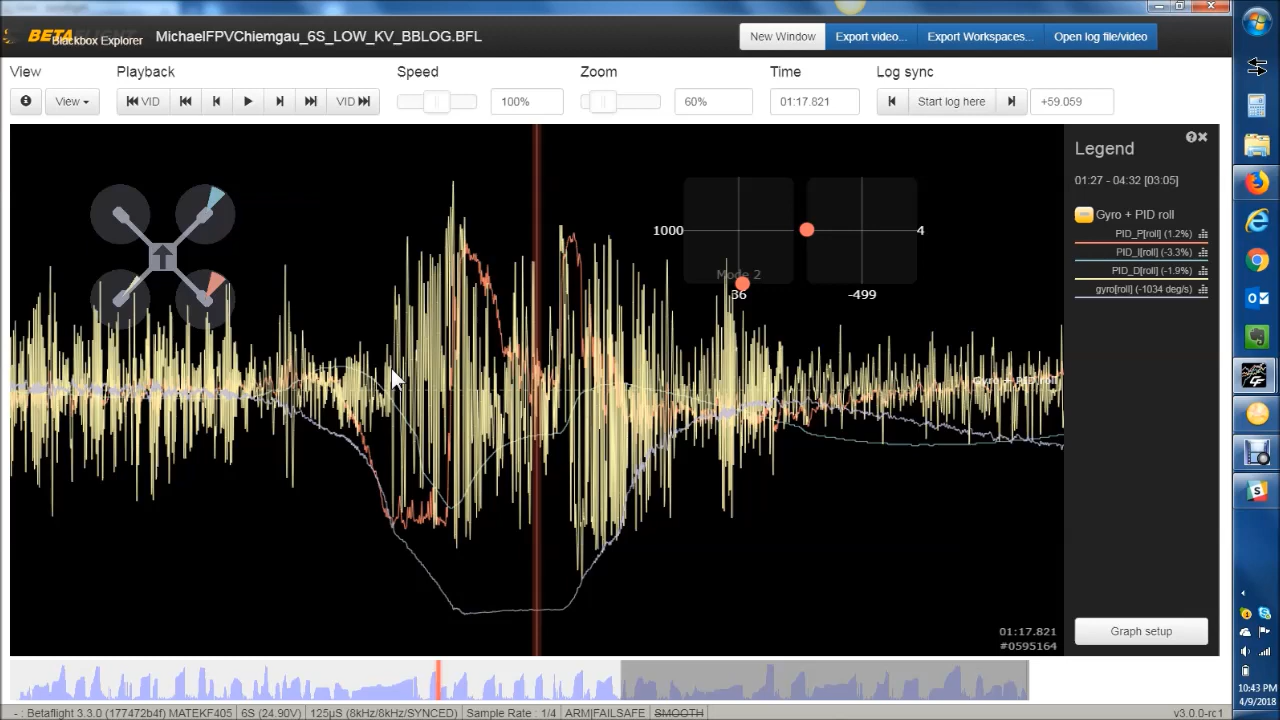 BETAFLIGHT
Blackbox Explorer
MichaelFPVChiemgau_6S_LOW_KV_BBLOG.BFL
New Window
Export video...
Export Workspaces...
Open log file/video
View
Playback
Speed
Zoom
Time
Log sync
View
VID
VID
100%
60%
01:17.821
Start log here
+59.059
Legend
01:27 - 04:32 [03:05]
Gyro + PID roll
PID_P[roll] (1.2%)
PID_I[roll] (-3.3%)
PID_D[roll] (-1.9%)
gyro[roll] (-1034 deg/s)
1000
4
Mode 2
36
-499
Gyro + PID roll
01:17.821
#0595164
Graph setup
- : Betaflight 3.3.0 (177472b4f) MATEKF405
6S (24.90V)
125µS (8kHz/8kHz/SYNCED)
Sample Rate : 1/4
ARM|FAILSAFE
SMOOTH
v3.0.0-rc1
10:43 PM
4/9/2018